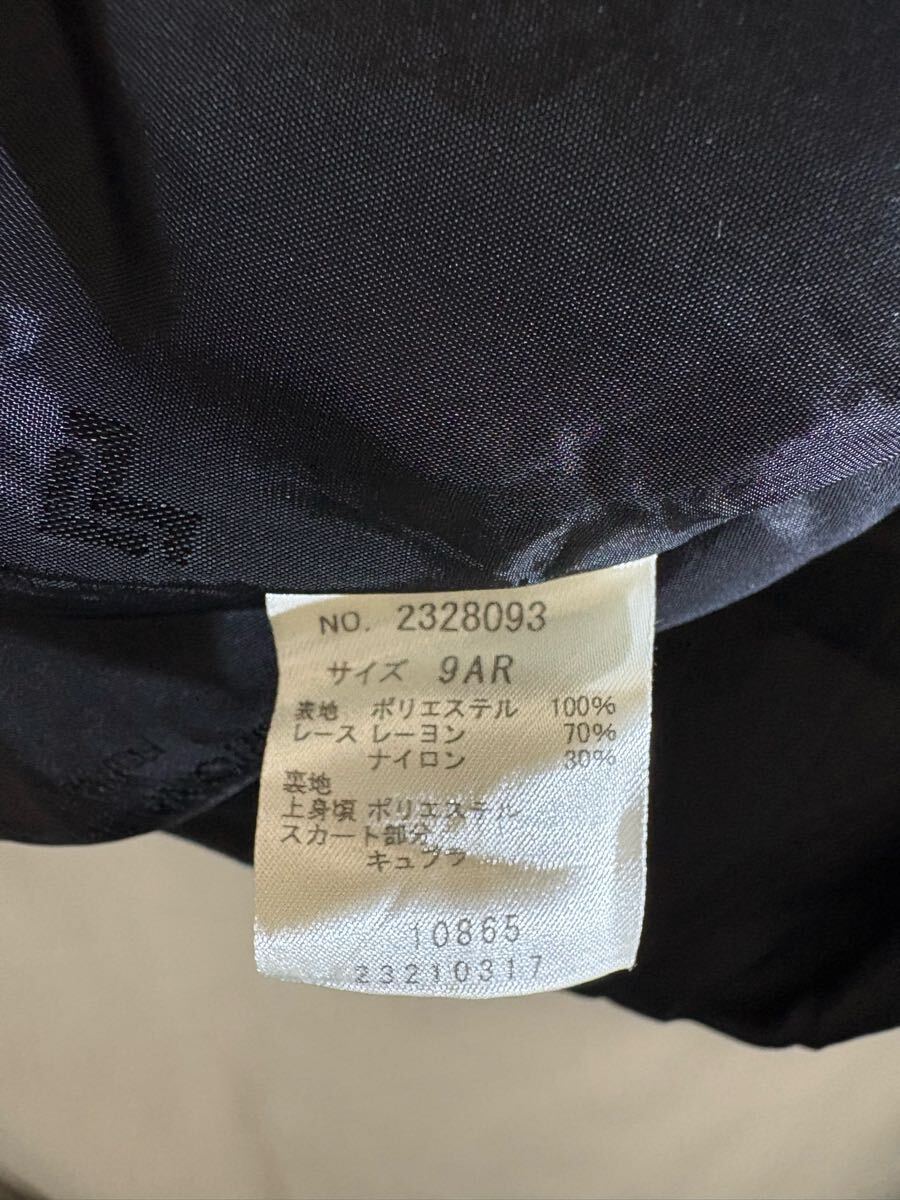 NO. 2328093
サイズ 9AR
表地 ポリエステル 100%
レース レーヨン 70%
ナイロン 30%
裏地
上身頃 ポリエステル
スカート部分
キュプラ
10865
23210317